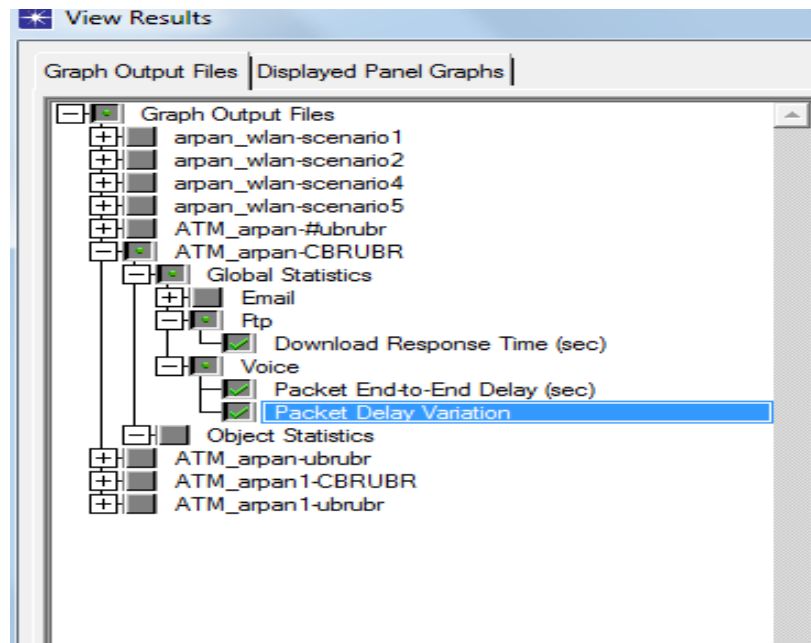 View Results
Graph Output Files Displayed Panel Graphs
Graph Output Files
arpan_wlan-scenario1
arpan_wlan-scenario2
arpan_wlan-scenario4
arpan_wlan-scenario5
ATM_arpan-#ubrubr
ATM_arpan-CBRUBR
Global Statistics
Email
Ftp
Download Response Time (sec)
Voice
Packet End-to-End Delay (sec)
Packet Delay Variation
Object Statistics
ATM_arpan-ubrubr
ATM_arpan1-CBRUBR
ATM_arpan1-ubrubr